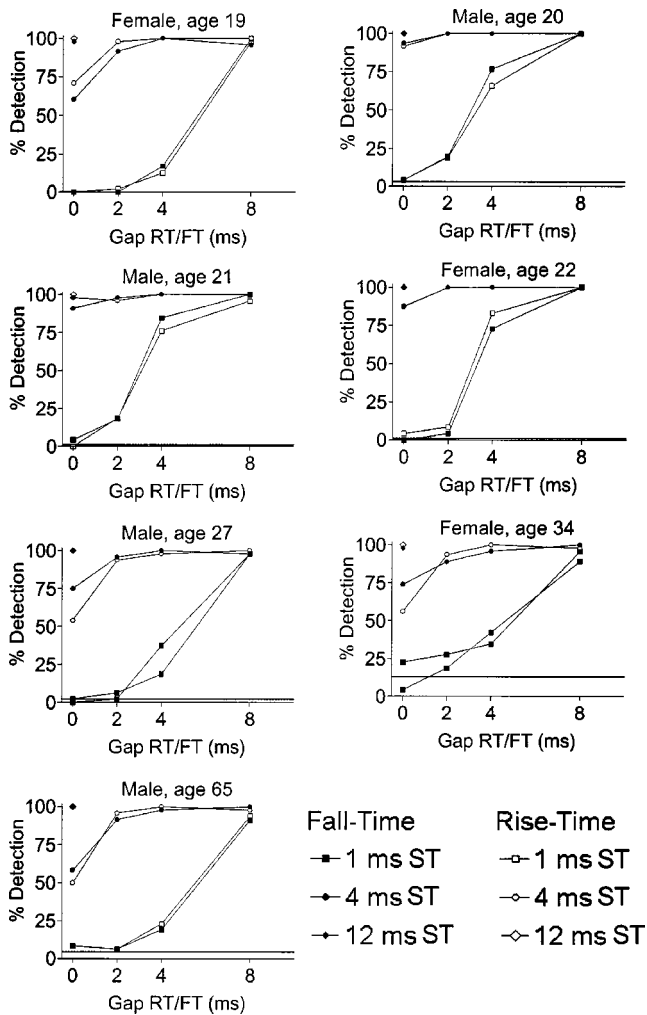 Female, age 19
100
75
50
25
0
% Detection
0 2 4 8
Gap RT/FT (ms)
Male, age 20
100
75
50
25
0
% Detection
0 2 4 8
Gap RT/FT (ms)
Male, age 21
100
75
50
25
0
% Detection
0 2 4 8
Gap RT/FT (ms)
Female, age 22
100
75
50
25
0
% Detection
0 2 4 8
Gap RT/FT (ms)
Male, age 27
100
75
50
25
0
% Detection
0 2 4 8
Gap RT/FT (ms)
Female, age 34
100
75
50
25
0
% Detection
0 2 4 8
Gap RT/FT (ms)
Male, age 65
100
75
50
25
0
% Detection
0 2 4 8
Gap RT/FT (ms)
Fall-Time
1 ms ST
4 ms ST
12 ms ST
Rise-Time
1 ms ST
4 ms ST
12 ms ST